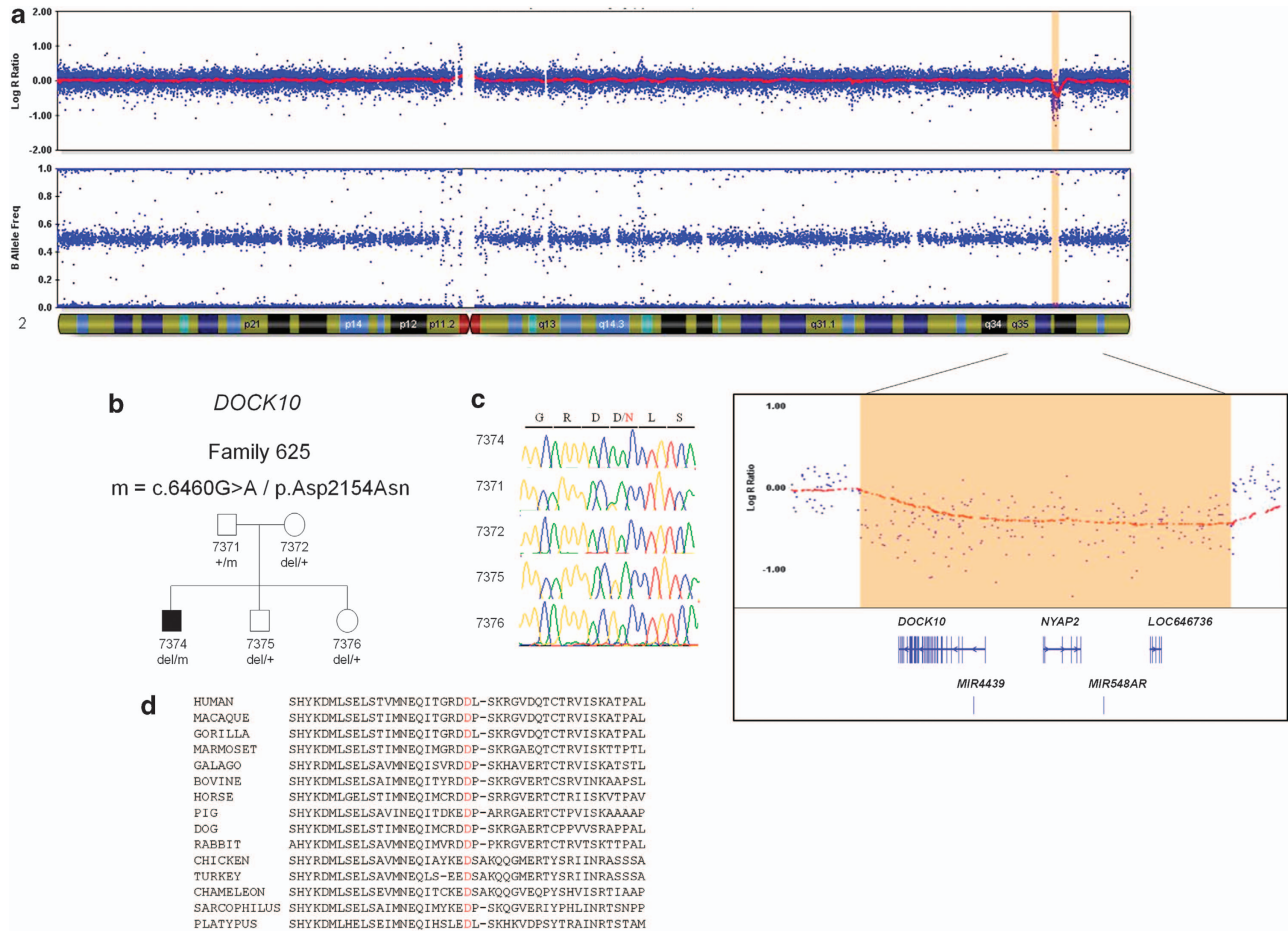 a
2.00
1.00
0.00
-1.00
-2.00
Log R Ratio
1.0
0.8
0.6
0.4
0.2
0.0
B Allele Freq
2
p21 p14 p12 p11.2 q13 q14.3 q31.1 q34 q35
b
DOCK10
Family 625
m = c.6460G>A / p.Asp2154Asn
7371 7372
+/m del/+
7374 7375 7376
del/m del/+ del/+
c
G R D D/N L S
7374
7371
7372
7375
7376
1.00
0.00
-1.00
Log R Ratio
DOCK10 NYAP2 LOC646736
MIR4439 MIR548AR
d
HUMAN SHYKDMLSELSTVMNEQITGRDDL-SKRGVDQTCTRVISKATPAL
MACAQUE SHYKDMLSELSTIMNEQITGRDDP-SKRGVDQTCTRVISKATPAL
GORILLA SHYKDMLSELSTIMNEQITGRDDL-SKRGVDQTCTRVISKATPAL
MARMOSET SHYKDMLSELSTIMNEQIMGRDDP-SKRGAEQTCTRVISKTTPTL
GALAGO SHYRDMLSELSAVMNEQISVRDDP-SKHAVERTCTRVISKATSTL
BOVINE SHYKDMLSELSAIMNEQITYRDDP-SKRGVERTCSRVINKAAPSL
HORSE SHYKDMLGELSTIMNEQIMCRDDP-SRRGVERTCTRIISKVTPAV
PIG SHYKDMLSELSAVINEQITDKEDP-ARRGAERTCTPVISKAAAAP
DOG SHYKDMLSELSTIMNEQIMCRDDP-SKRGAERTCPPVVSRAPPAL
RABBIT AHYKDMLSELSAVMNEQIMVRDDP-PKRGVERTCTRVTSKTTPAL
CHICKEN SHYRDMLSELSAVMNEQIAYKEDSAKQQGMERTYSRIINRASSSA
TURKEY SHYRDMLSELSAVMNEQLS-EEDSAKQQGMERTYSRIINRASSSA
CHAMELEON SHYKDMLSELSEVMNEQITCKEDSAKQQGVEQPYSHVISRTIAAP
SARCOPHILUS SHYKDMLSELSAIMNEQIMYKEDP-SKQGVERIYPHLINRTSNPP
PLATYPUS SHYKDMLHELSEIMNEQIHSLEDL-SKHKVDPSYTRAINRTSTAM